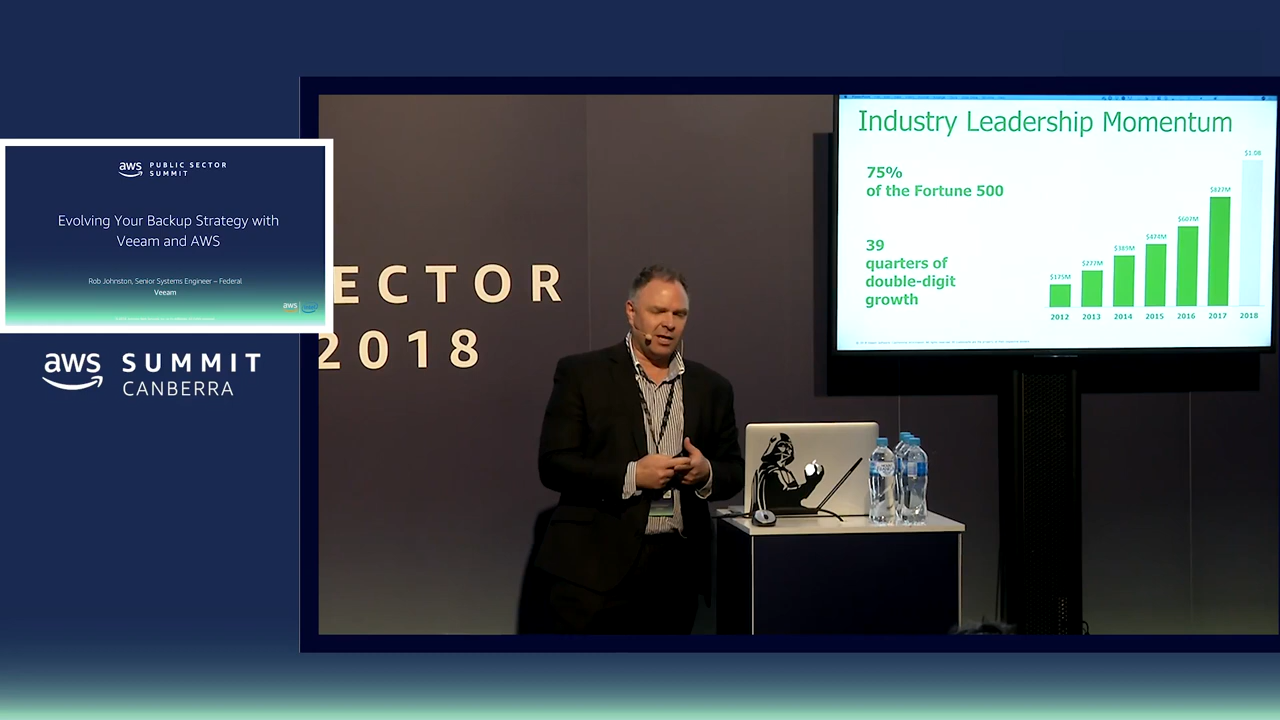 aws PUBLIC SECTOR
SUMMIT
Evolving Your Backup Strategy with
Veeam and AWS
Rob Johnston, Senior Systems Engineer – Federal
Veeam
aws
intel
aws SUMMIT
CANBERRA
ECTOR
2018
Industry Leadership Momentum
75%
of the Fortune 500
39
quarters of
double-digit
growth
$1.0B
$827M
$607M
$474M
$389M
$277M
$175M
2012 2013 2014 2015 2016 2017 2018